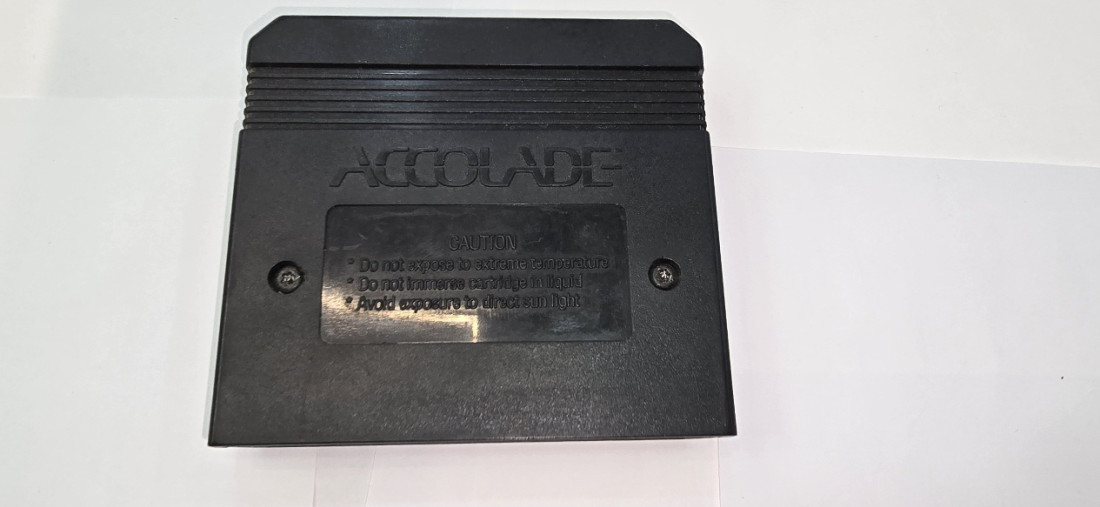 ACCOLADE
CAUTION
* Do not expose to extreme temperature
* Do not immerse cartridge in liquid
* Avoid exposure to direct sun light